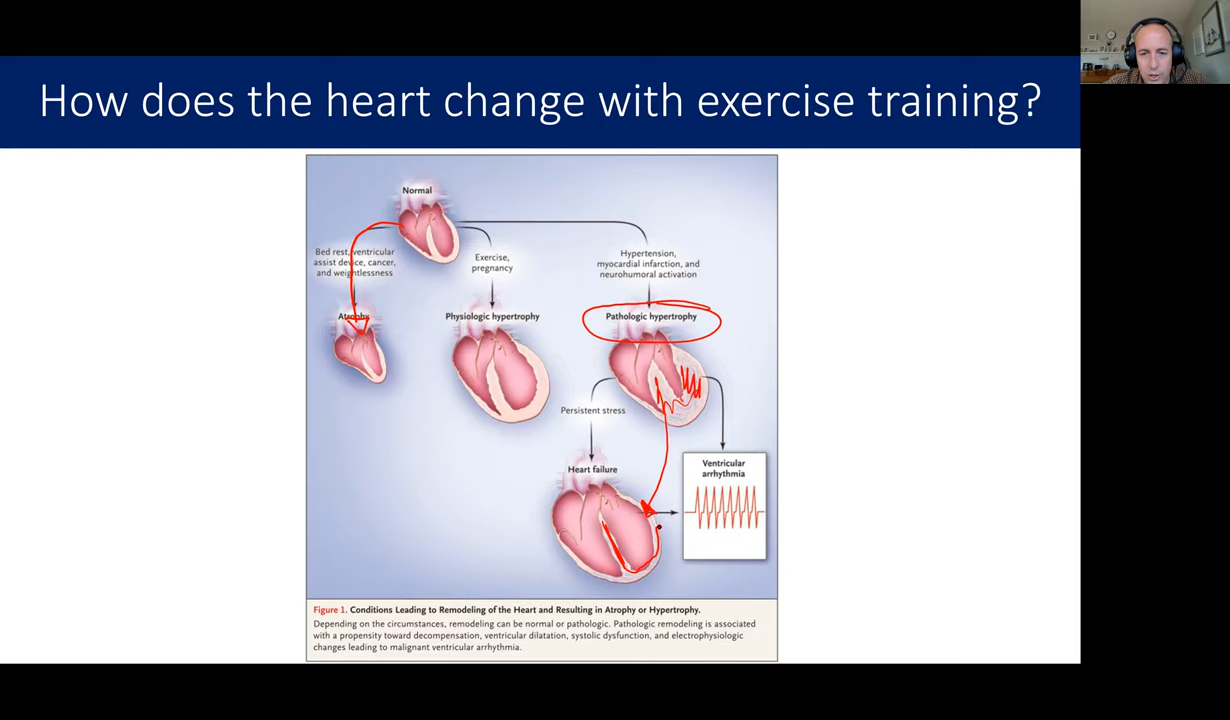 How does the heart change with exercise training?
Normal
Bed rest, ventricular
assist device, cancer,
and weightlessness
Exercise,
pregnancy
Hypertension,
myocardial infarction, and
neurohumoral activation
Atrophy
Physiologic hypertrophy
Pathologic hypertrophy
Persistent stress
Heart failure
Ventricular
arrhythmia
Figure 1. Conditions Leading to Remodeling of the Heart and Resulting in Atrophy or Hypertrophy.
Depending on the circumstances, remodeling can be normal or pathologic. Pathologic remodeling is associated
with a propensity toward decompensation, ventricular dilatation, systolic dysfunction, and electrophysiologic
changes leading to malignant ventricular arrhythmia.